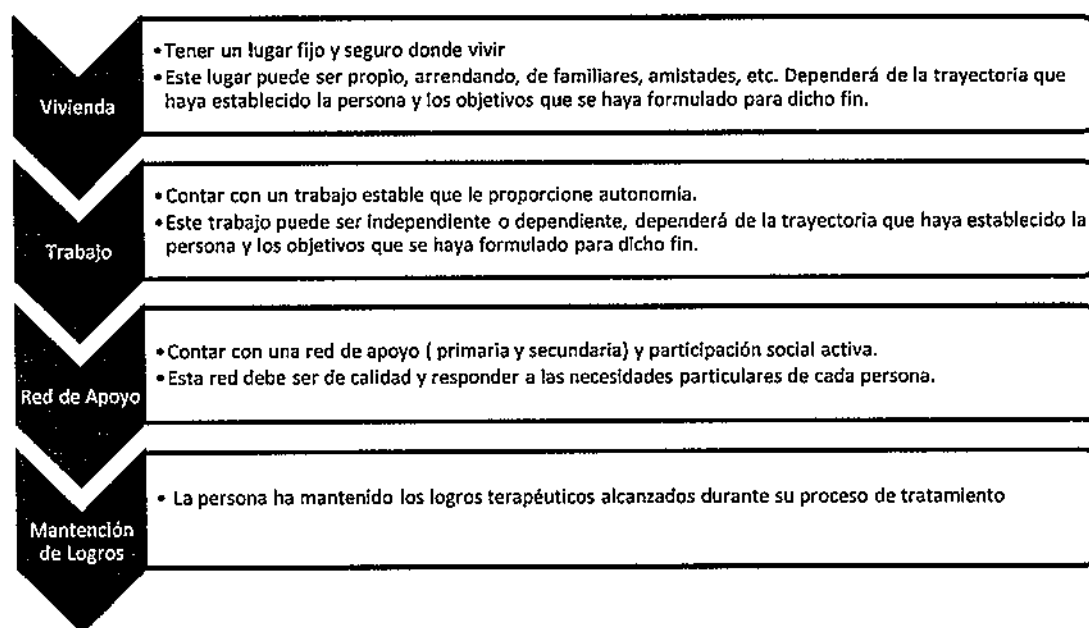 Vivienda
•Tener un lugar fijo y seguro donde vivir
•Este lugar puede ser propio, arrendando, de familiares, amistades, etc. Dependerá de la trayectoria que
haya establecido la persona y los objetivos que se haya formulado para dicho fin.
Trabajo
•Contar con un trabajo estable que le proporcione autonomía.
•Este trabajo puede ser independiente o dependiente, dependerá de la trayectoria que haya establecido la
persona y los objetivos que se haya formulado para dicho fin.
Red de Apoyo
•Contar con una red de apoyo ( primaria y secundaria) y participación social activa.
•Esta red debe ser de calidad y responder a las necesidades particulares de cada persona.
Mantención
de Logros
• La persona ha mantenido los logros terapéuticos alcanzados durante su proceso de tratamiento